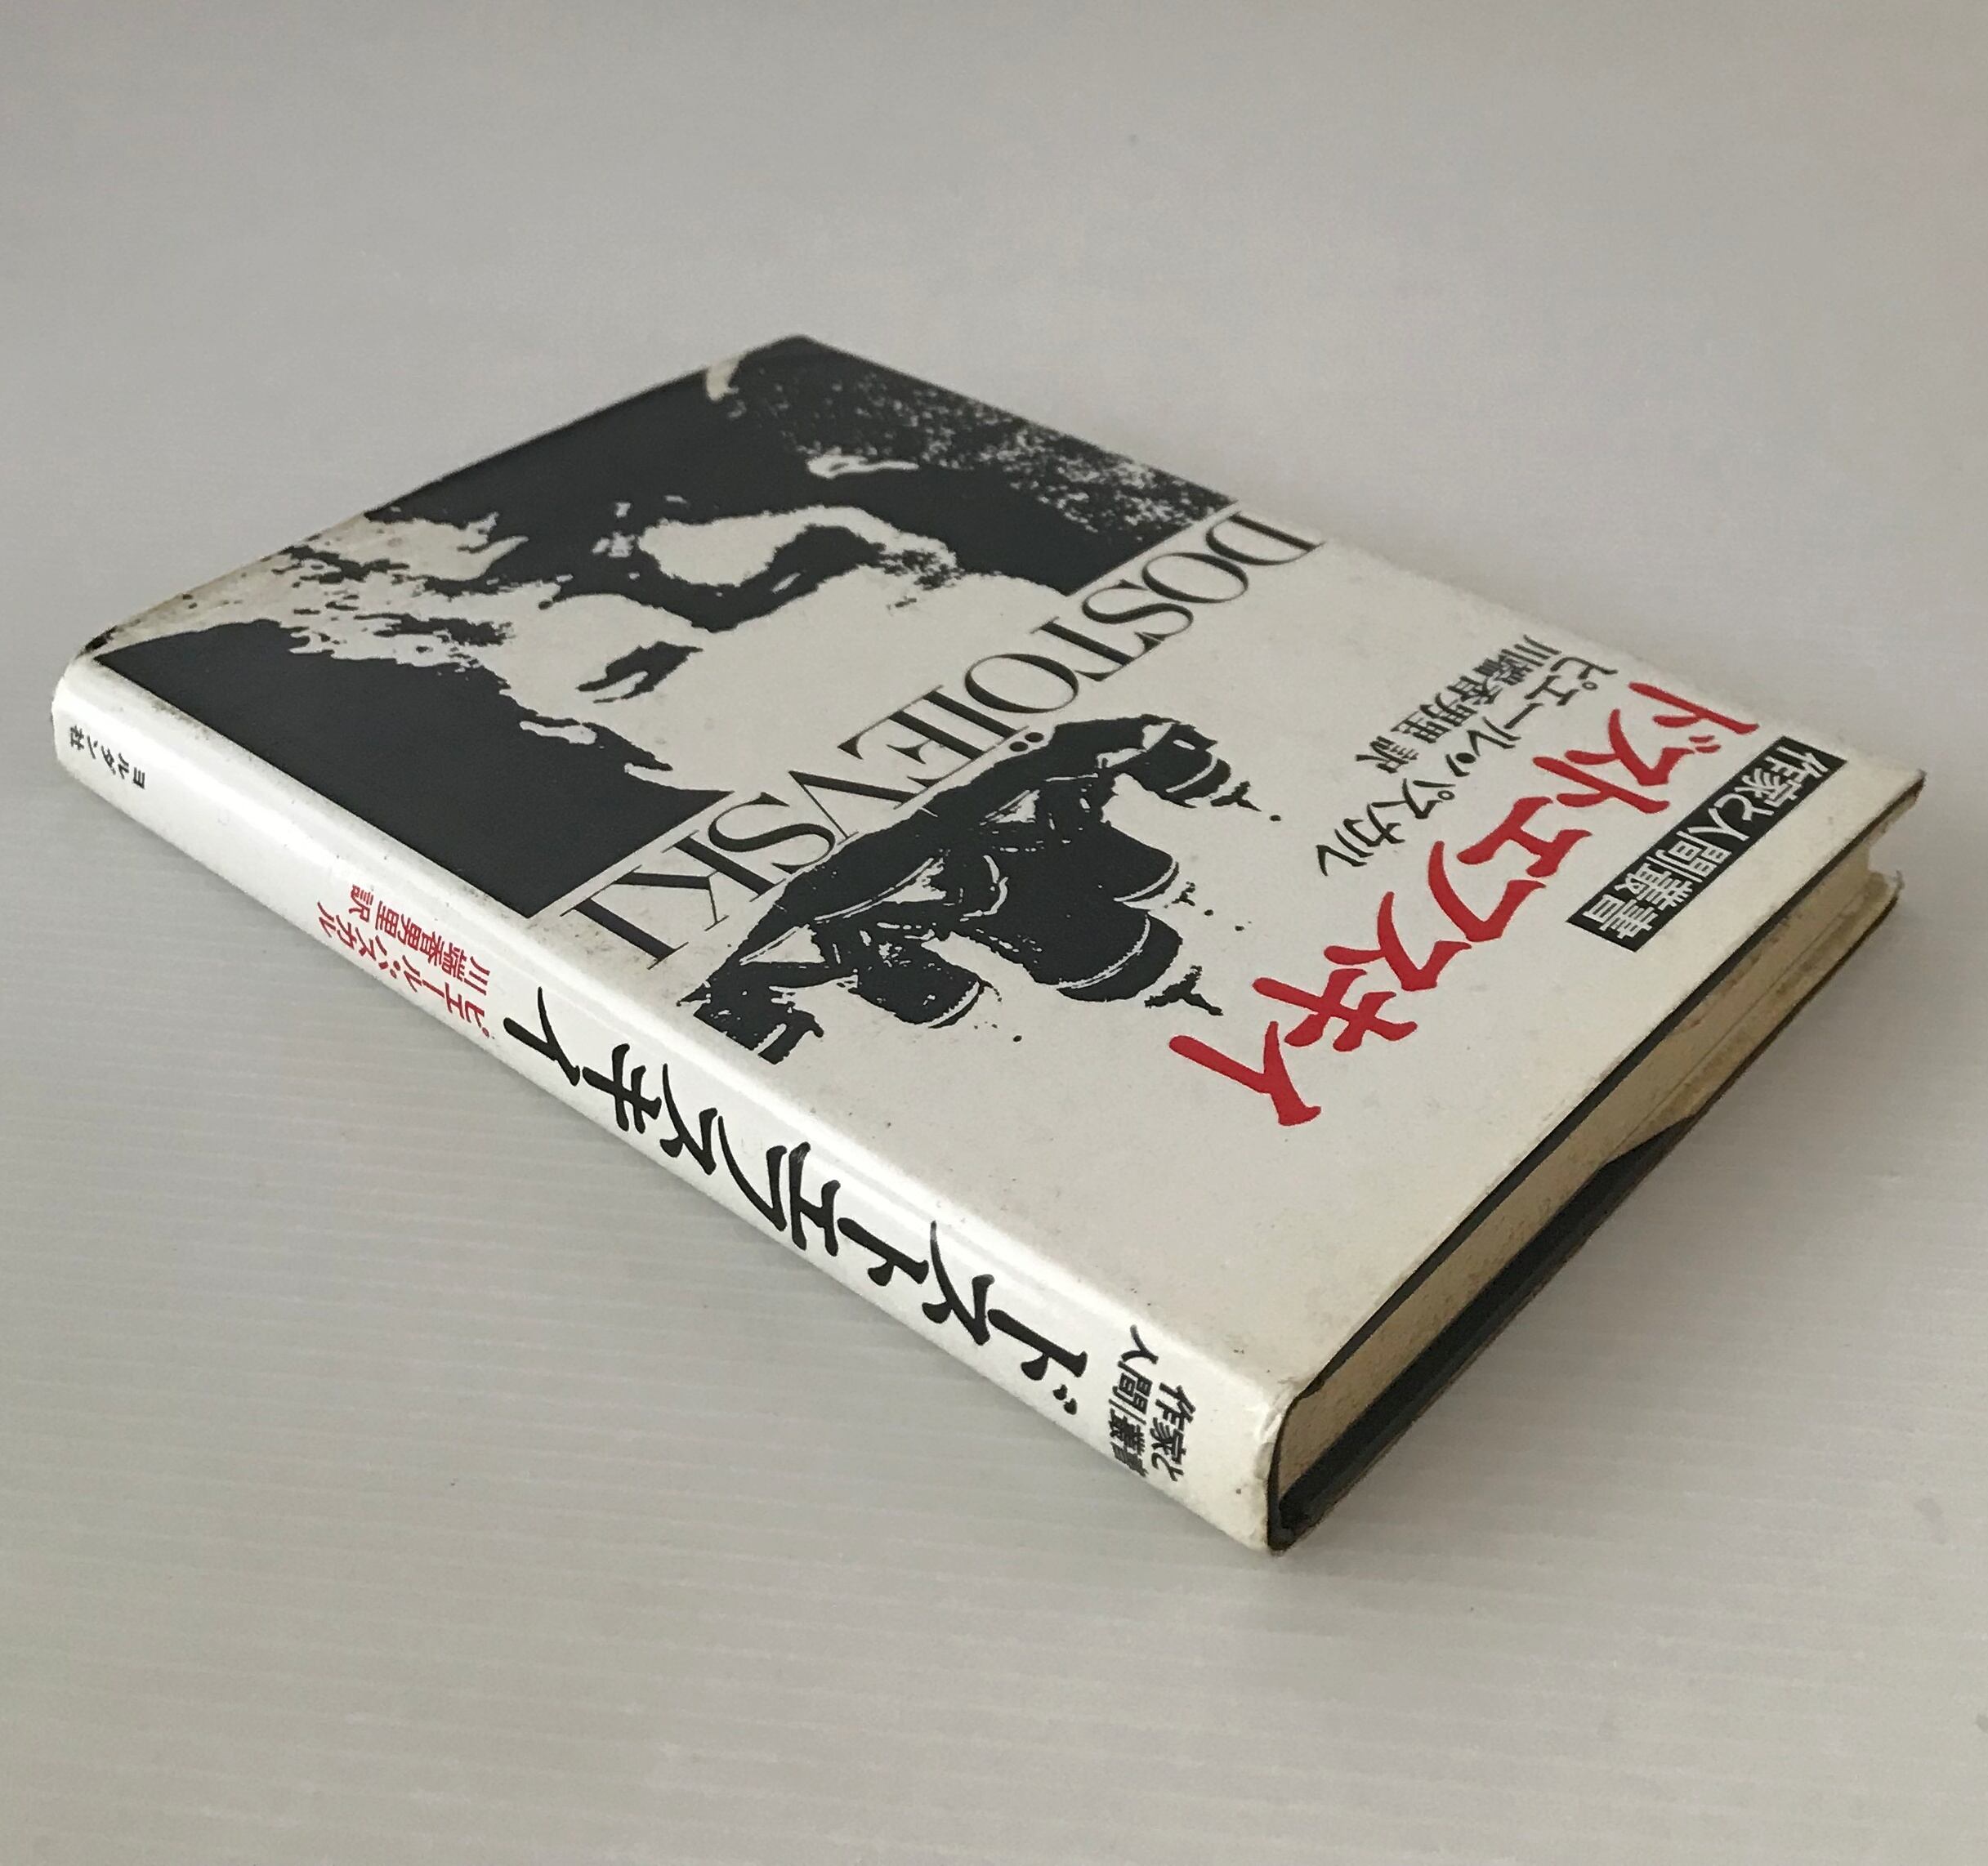 作家と人間叢書
ドストエフスキイ
ピエール・パスカル
川端香男里 訳
DOSTOÏEVSKI
作家と
人間叢書
ドストエフスキイ
ピエール・パスカル
川端香男里 訳
ヨルダン社